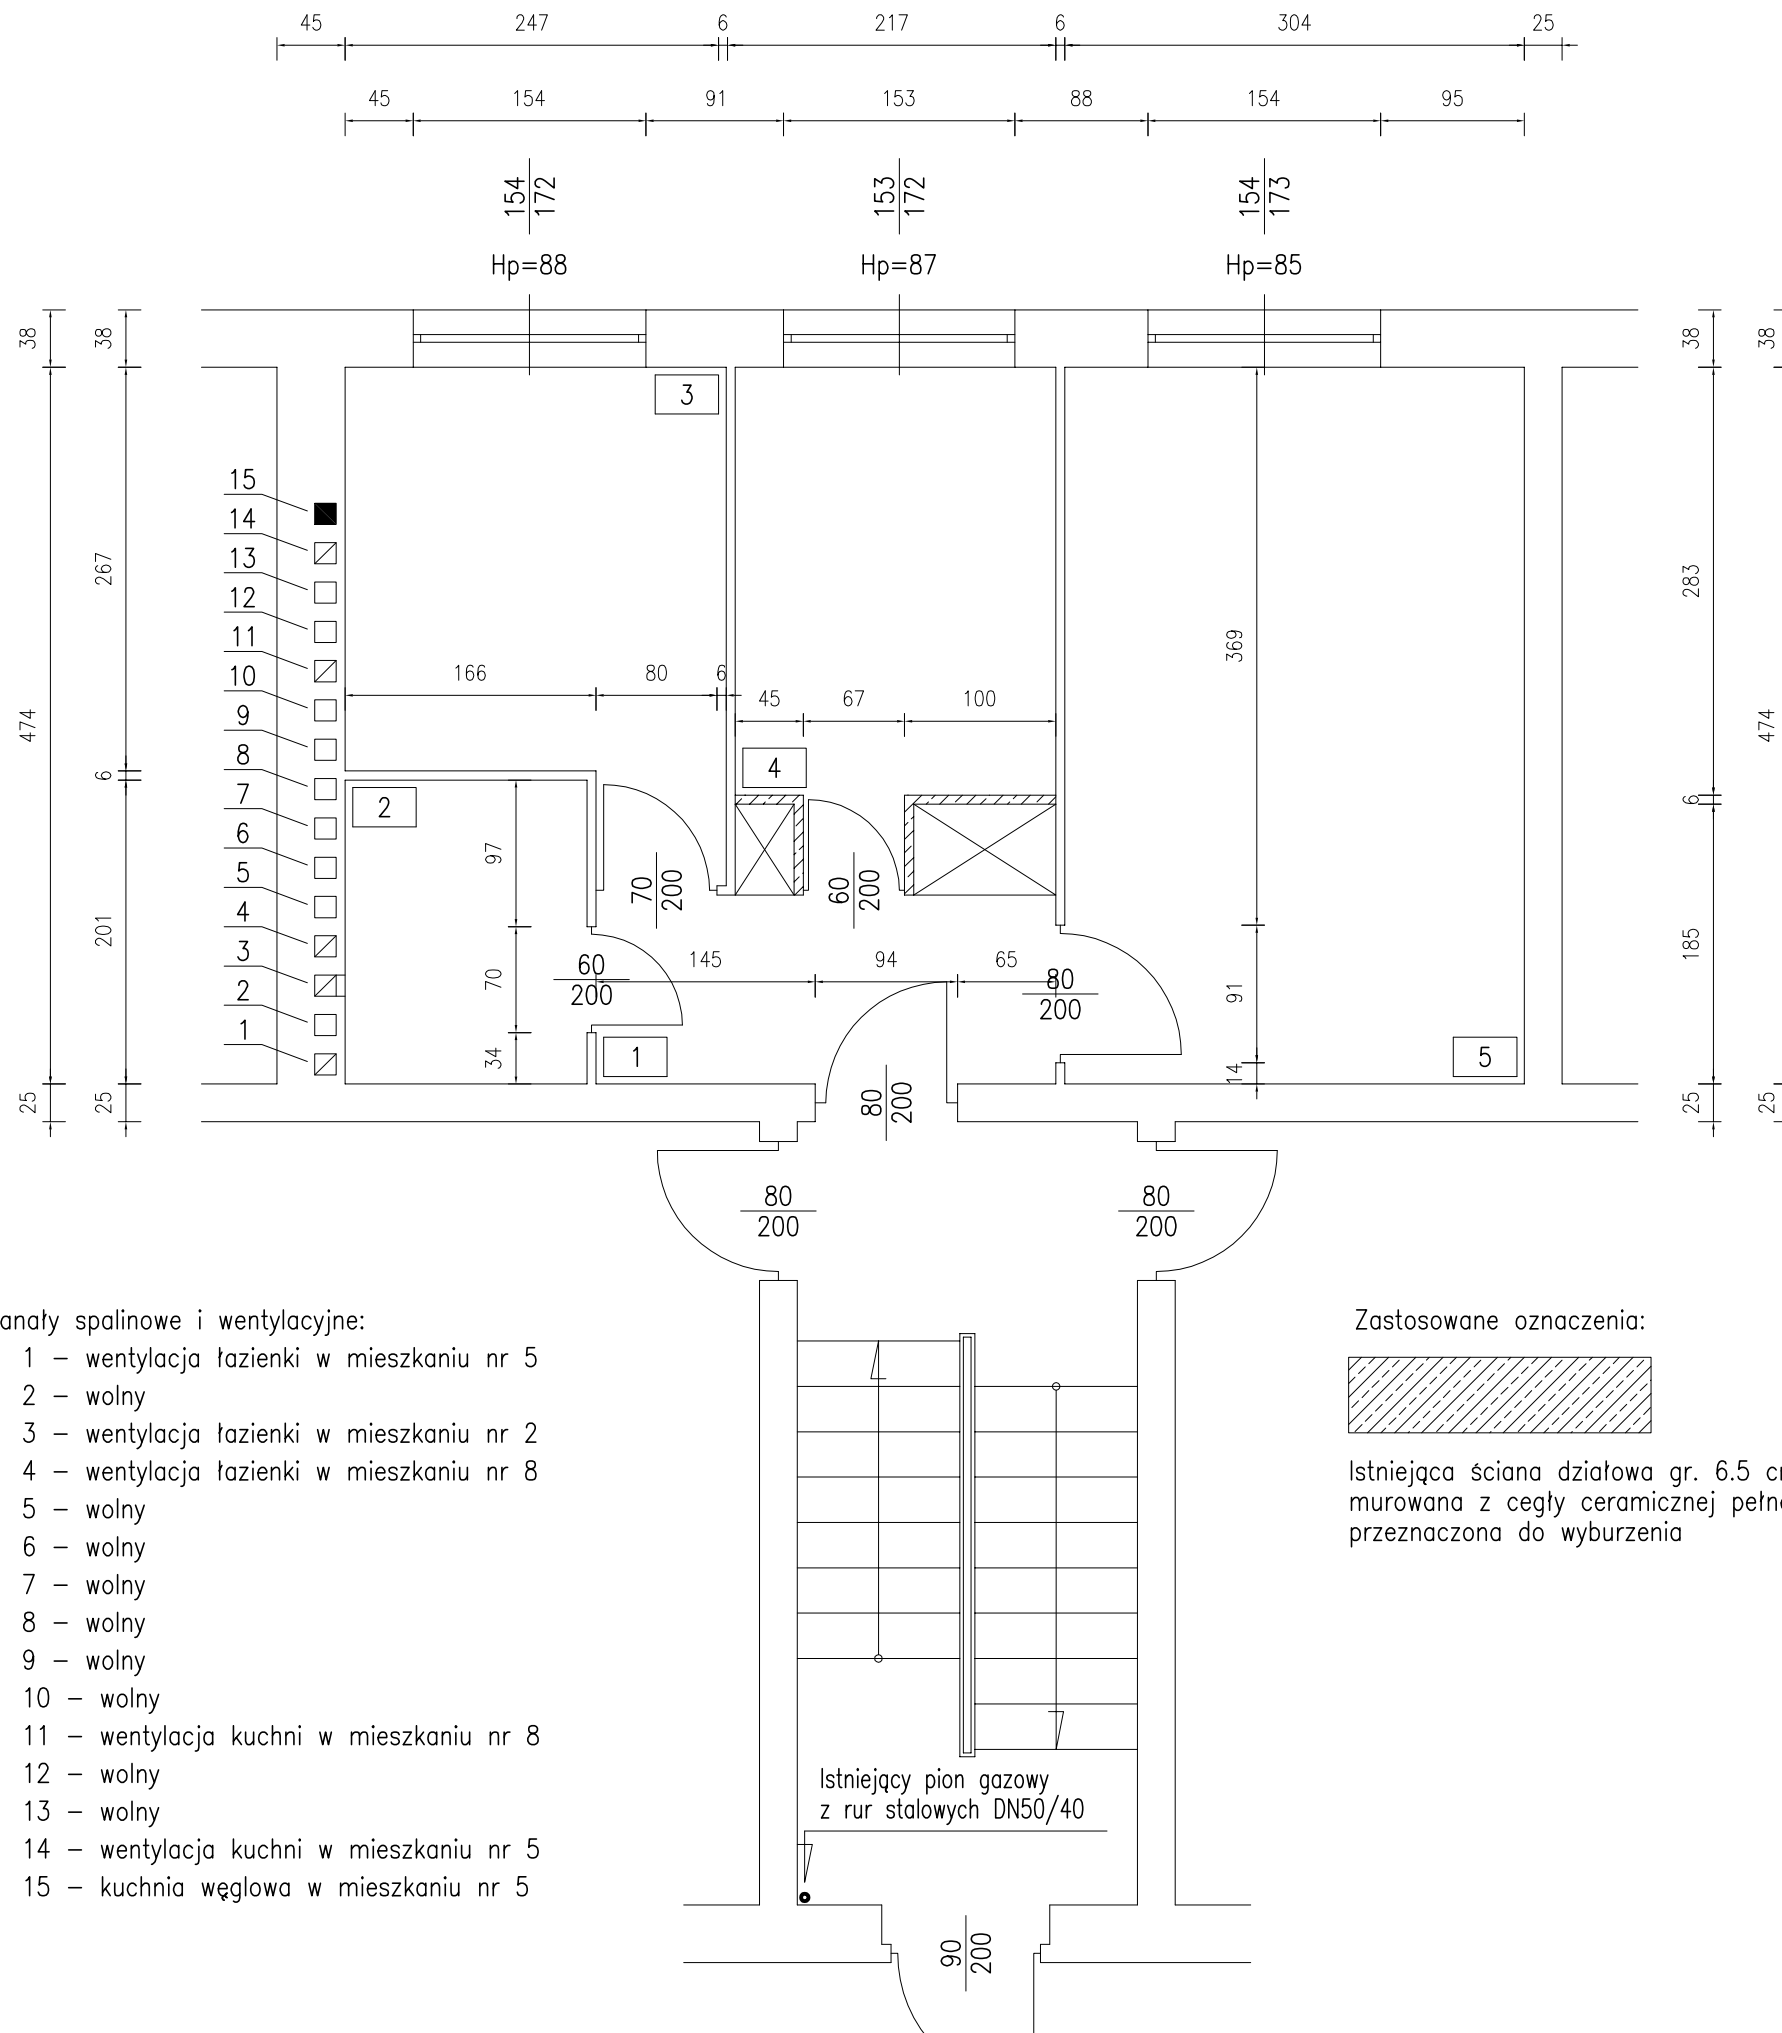 45 247 6 217 6 304 25
45 154 91 153 88 154 95
154 172 153 172 154 173
Hp=88 Hp=87 Hp=85
38 38 38 38
3
15
14
13
12
11
10
9
8
7
6
5
4
3
2
1
474 267 6 201
25 25
166 80 6
45 67 100
369
283
6
185
474
25 25
4
2
97
70
34
70
200
60
200
60
200
145 94 65
80
200
91
14
1
5
80
200
80
200
80
200
anały spalinowe i wentylacyjne:
1 – wentylacja łazienki w mieszkaniu nr 5
2 – wolny
3 – wentylacja łazienki w mieszkaniu nr 2
4 – wentylacja łazienki w mieszkaniu nr 8
5 – wolny
6 – wolny
7 – wolny
8 – wolny
9 – wolny
10 – wolny
11 – wentylacja kuchni w mieszkaniu nr 8
12 – wolny
13 – wolny
14 – wentylacja kuchni w mieszkaniu nr 5
15 – kuchnia węglowa w mieszkaniu nr 5
Zastosowane oznaczenia:
Istniejąca ściana działowa gr. 6.5
murowana z cegły ceramicznej
przeznaczona do wyburzenia
Istniejący pion gazowy
z rur stalowych DN50/40
90
200